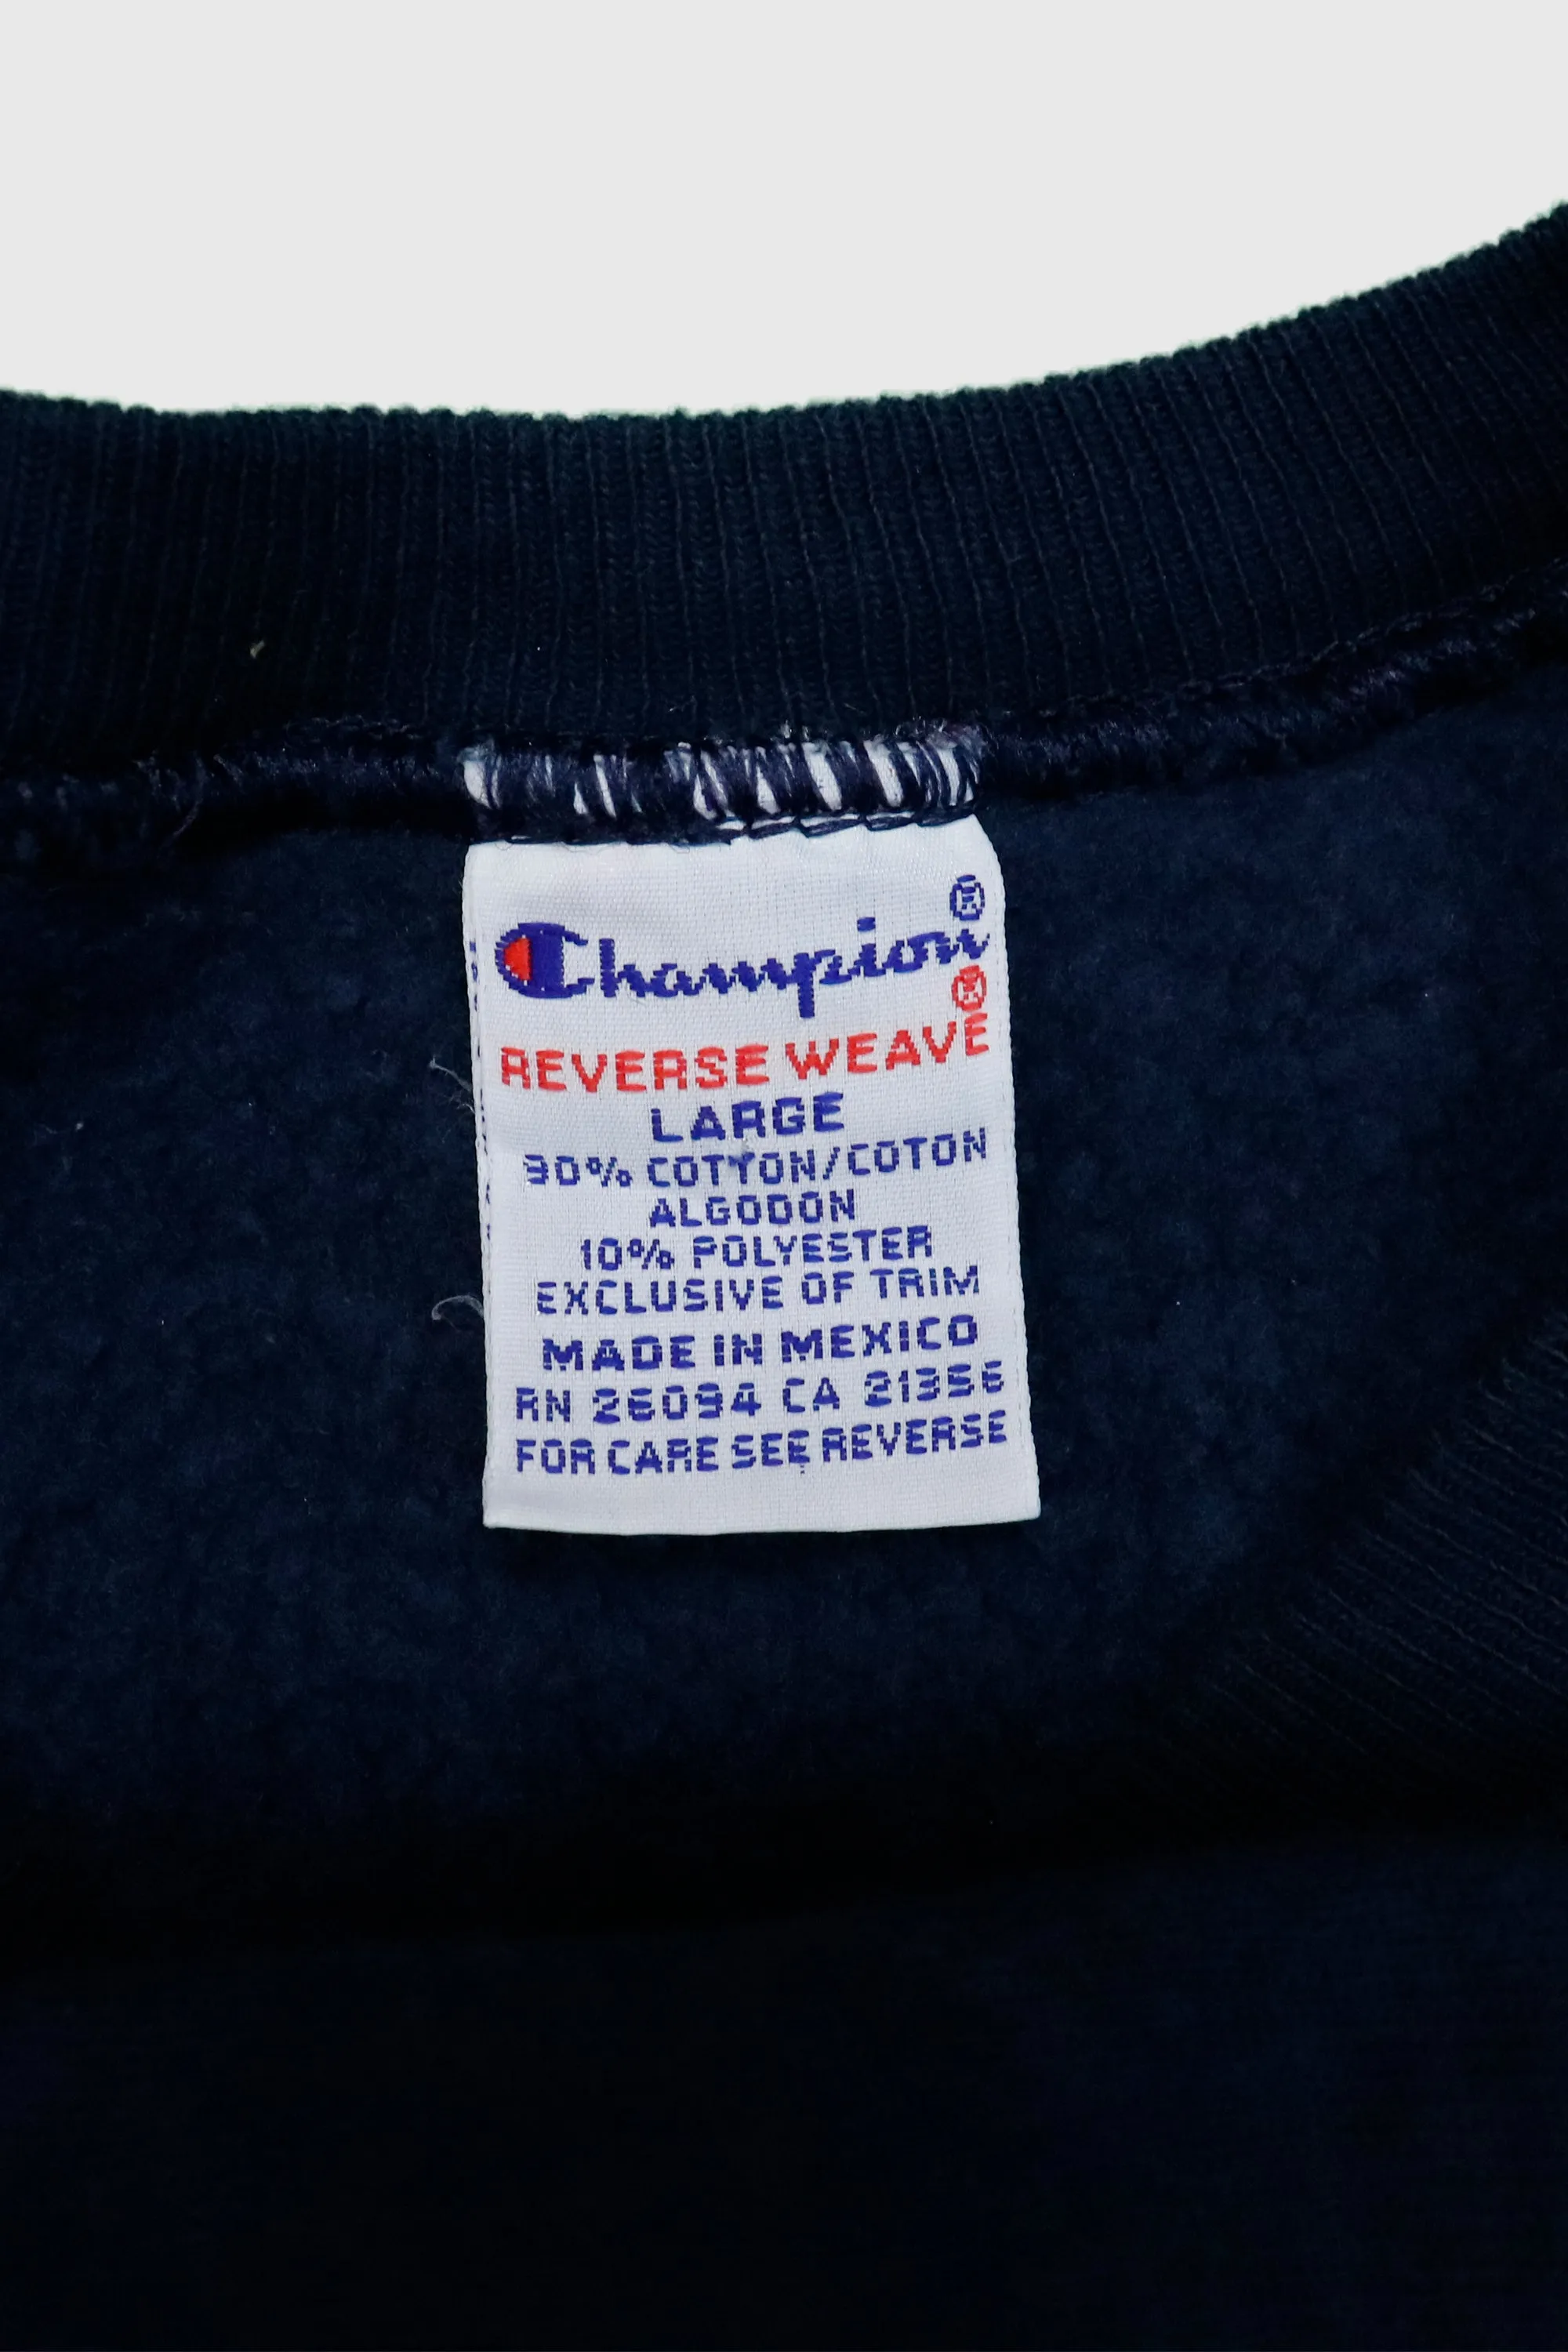 Champion®
REVERSE WEAVE®
LARGE
90% COTTON/COTON
ALGODON
10% POLYESTER
EXCLUSIVE OF TRIM
MADE IN MEXICO
RN 26094 CA 21356
FOR CARE SEE REVERSE